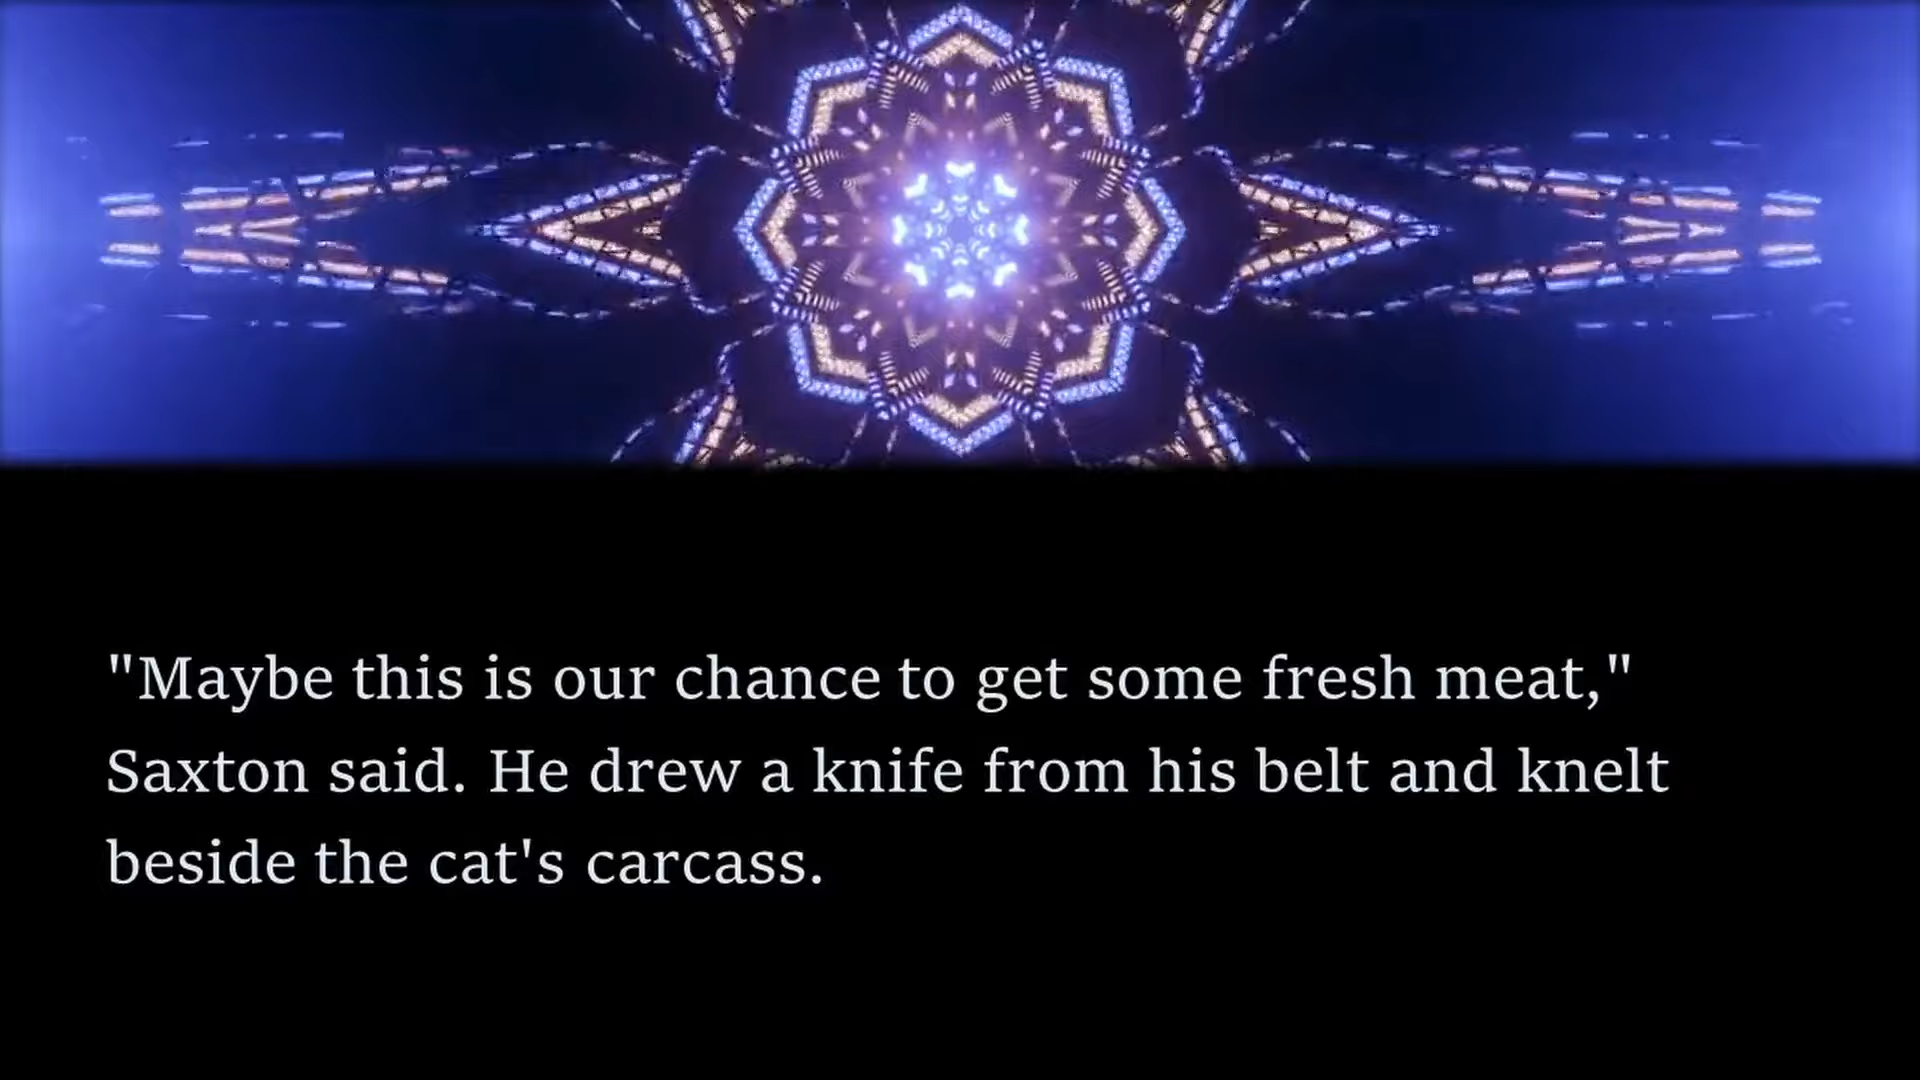 "Maybe this is our chance to get some fresh meat,"
Saxton said. He drew a knife from his belt and knelt
beside the cat's carcass.